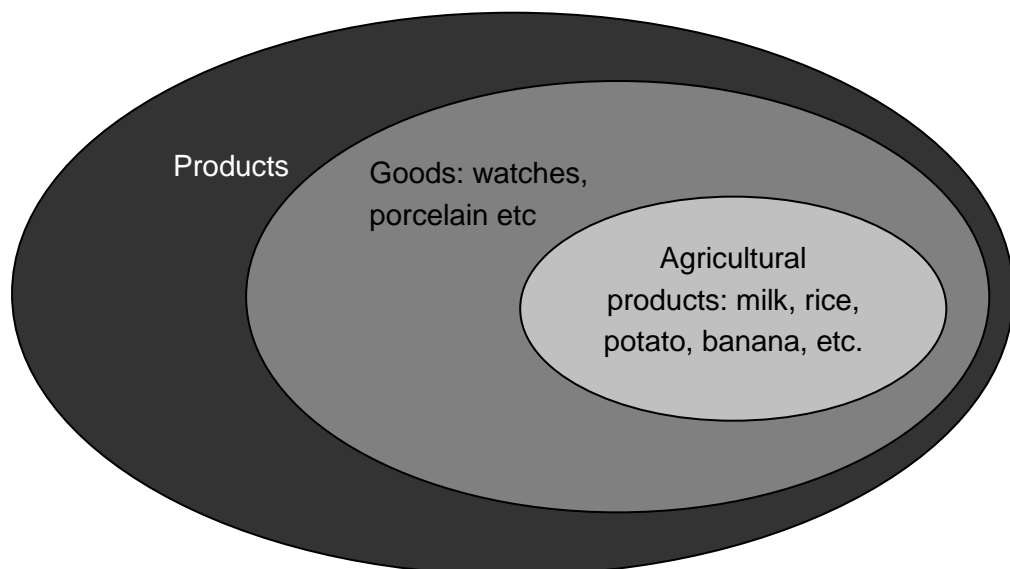 Products
Goods: watches,
porcelain etc
Agricultural
products: milk, rice,
potato, banana, etc.